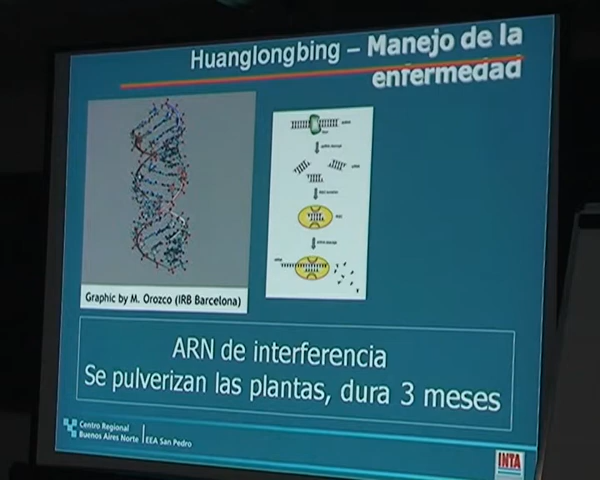 Huanglongbing – Manejo de la
enfermedad
Graphic by M. Orozco (IRB Barcelona)
ARN de interferencia
Se pulverizan las plantas, dura 3 meses
Centro Regional
Buenos Aires Norte
EEA San Pedro
INTA